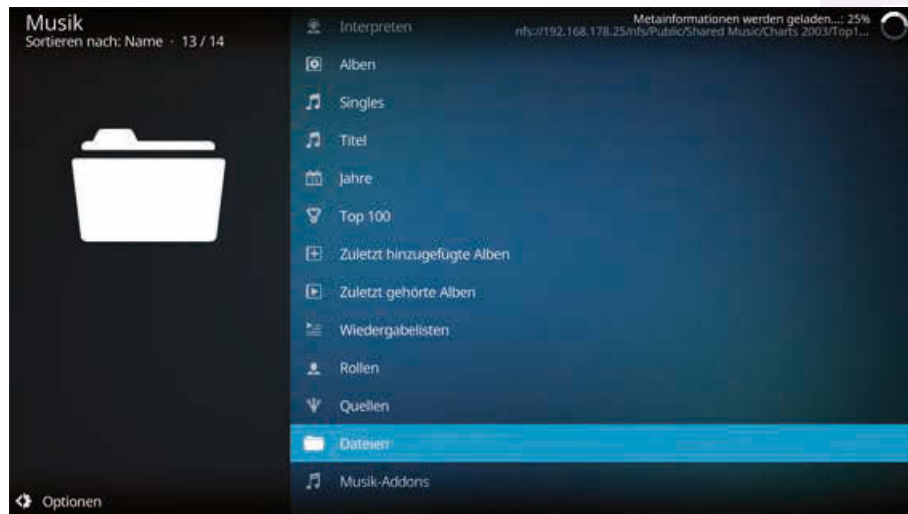 Musik
Sortieren nach: Name · 13 / 14
Metainformationen werden geladen...: 25%
nfs://192.168.178.25/nfs/Public/Shared Music/Charts 2003/Top1...
Interpreten
Alben
Singles
Titel
Jahre
Top 100
Zuletzt hinzugefügte Alben
Zuletzt gehörte Alben
Wiedergabelisten
Rollen
Quellen
Dateien
Musik-Addons
Optionen